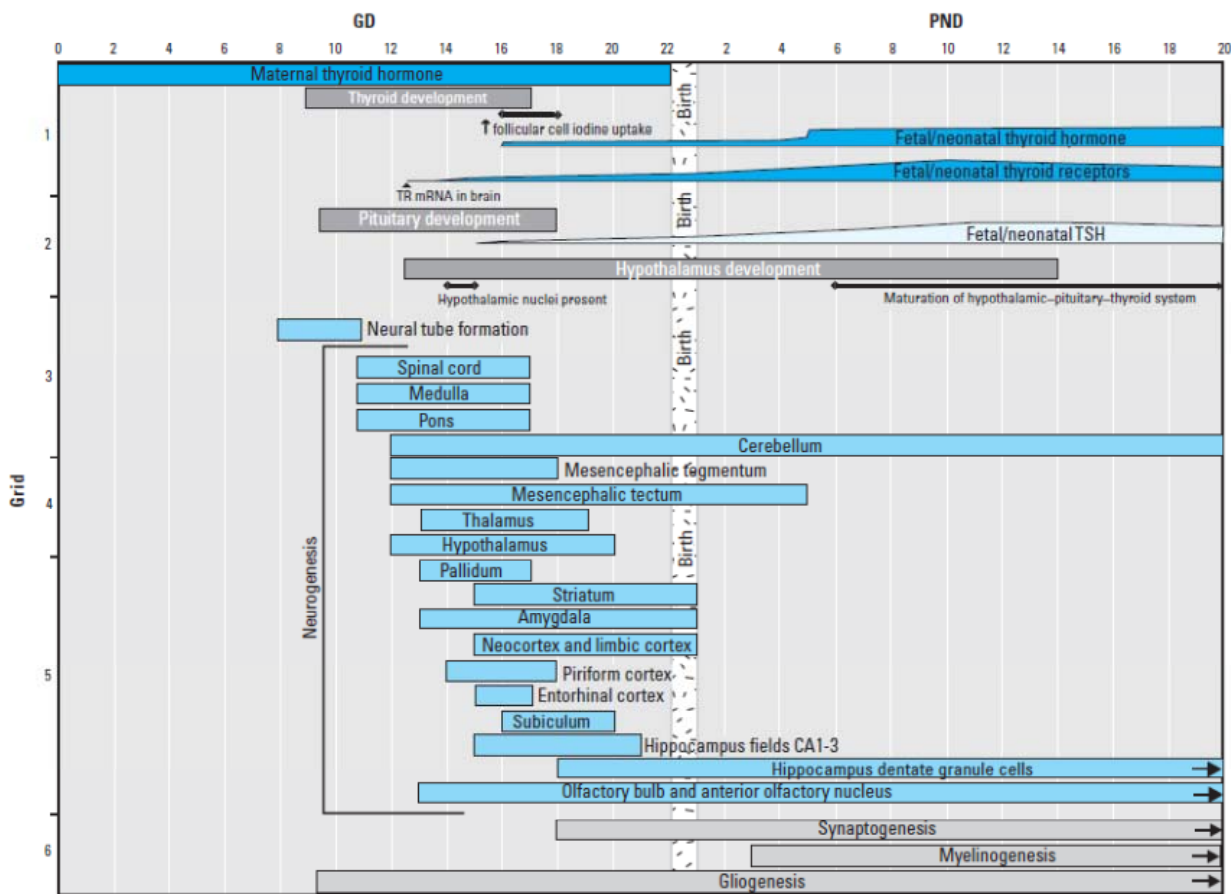 GD PND
0 2 4 6 8 10 12 14 16 18 20 22 2 4 6 8 10 12 14 16 18 20
Maternal thyroid hormone
Birth
Thyroid development
↑ follicular cell iodine uptake
1
Fetal/neonatal thyroid hormone
Fetal/neonatal thyroid receptors
TR mRNA in brain
Pituitary development
Birth
2
Fetal/neonatal TSH
Hypothalamus development
Hypothalamic nuclei present
Maturation of hypothalamic–pituitary–thyroid system
Neural tube formation
Birth
3
Spinal cord
Medulla
Pons
Cerebellum
Grid
Mesencephalic tegmentum
4
Mesencephalic tectum
Thalamus
Birth
Hypothalamus
Neurogenesis
Pallidum
Striatum
Amygdala
Neocortex and limbic cortex
5
Piriform cortex
Entorhinal cortex
Subiculum
Hippocampus fields CA1-3
Hippocampus dentate granule cells
Olfactory bulb and anterior olfactory nucleus
Synaptogenesis
6
Myelinogenesis
Gliogenesis